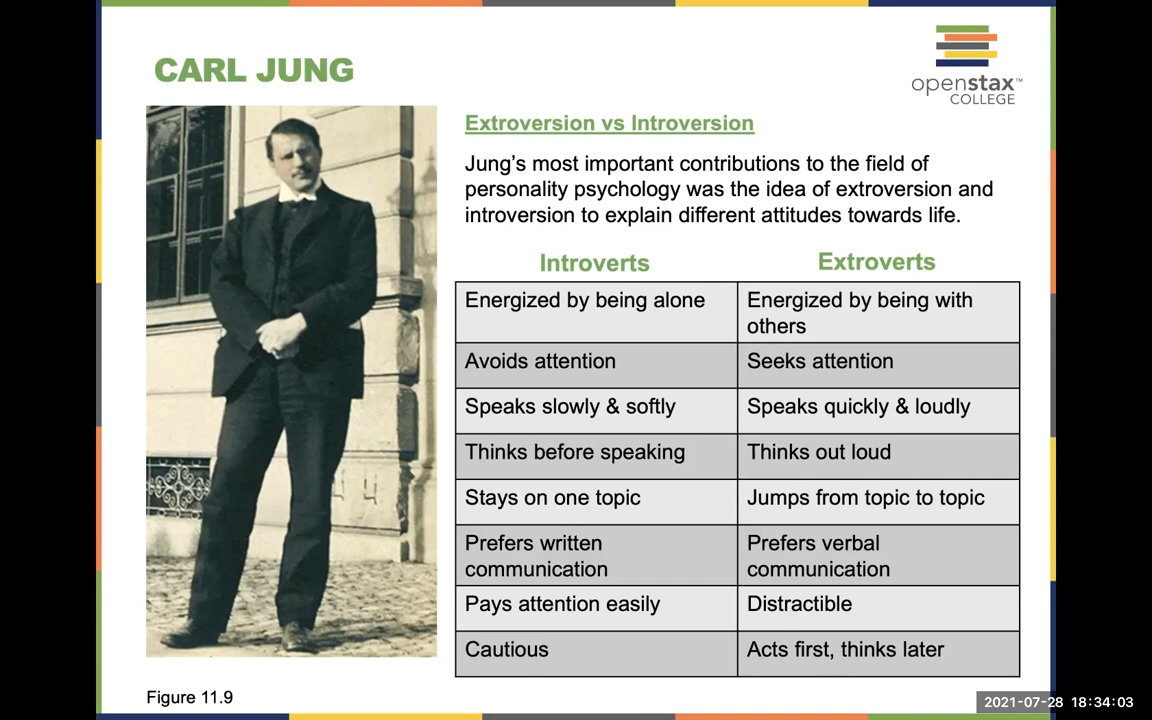 CARL JUNG
openstax™
COLLEGE
Extroversion vs Introversion
Jung's most important contributions to the field of
personality psychology was the idea of extroversion and
introversion to explain different attitudes towards life.
Introverts Extroverts
Energized by being alone
Energized by being with
others
Avoids attention
Seeks attention
Speaks slowly & softly
Speaks quickly & loudly
Thinks before speaking
Thinks out loud
Stays on one topic
Jumps from topic to topic
Prefers written
communication
Prefers verbal
communication
Pays attention easily
Distractible
Cautious
Acts first, thinks later
Figure 11.9
2021-07-28 18:34:03